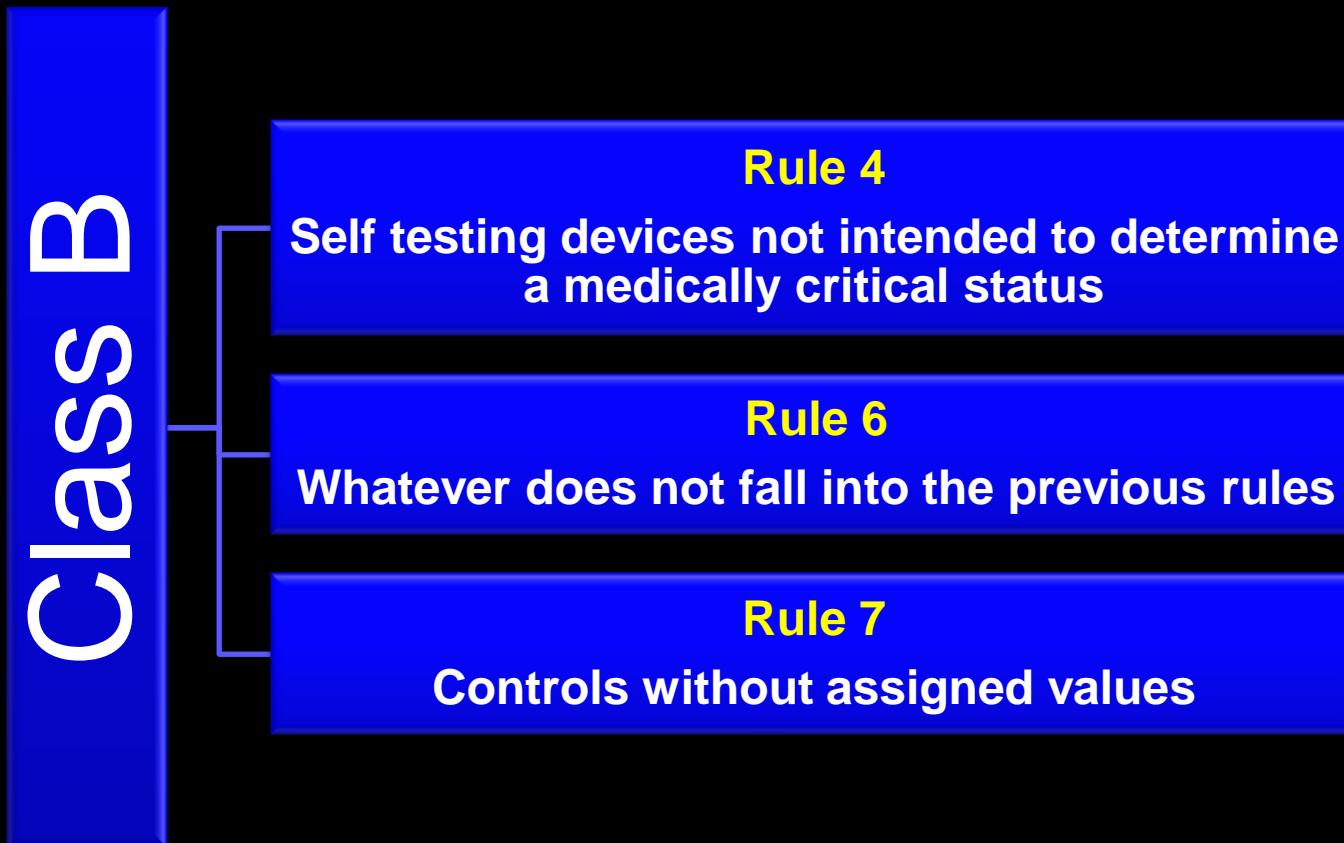 Class B
Rule 4
Self testing devices not intended to determine
a medically critical status
Rule 6
Whatever does not fall into the previous rules
Rule 7
Controls without assigned values